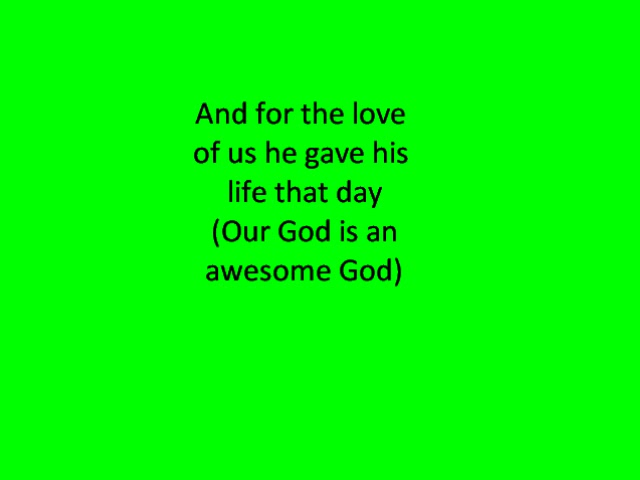 And for the love
of us he gave his
life that day
(Our God is an
awesome God)